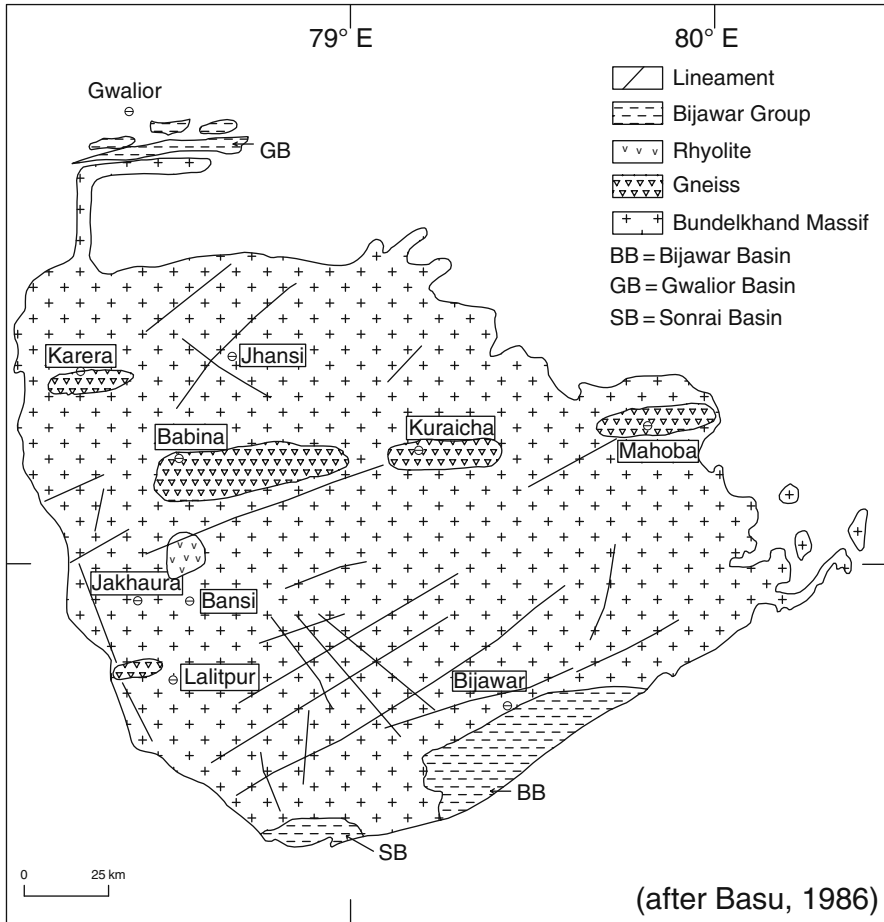 79° E
80° E
Gwalior
GB
Lineament
Bijawar Group
v v v
Rhyolite
Gneiss
Bundelkhand Massif
BB = Bijawar Basin
GB = Gwalior Basin
SB = Sonrai Basin
Karera
Jhansi
Babina
Kuraicha
Mahoba
v v
v v v
v
Jakhaura
Bansi
Lalitpur
Bijawar
BB
SB
0 25 km
(after Basu, 1986)